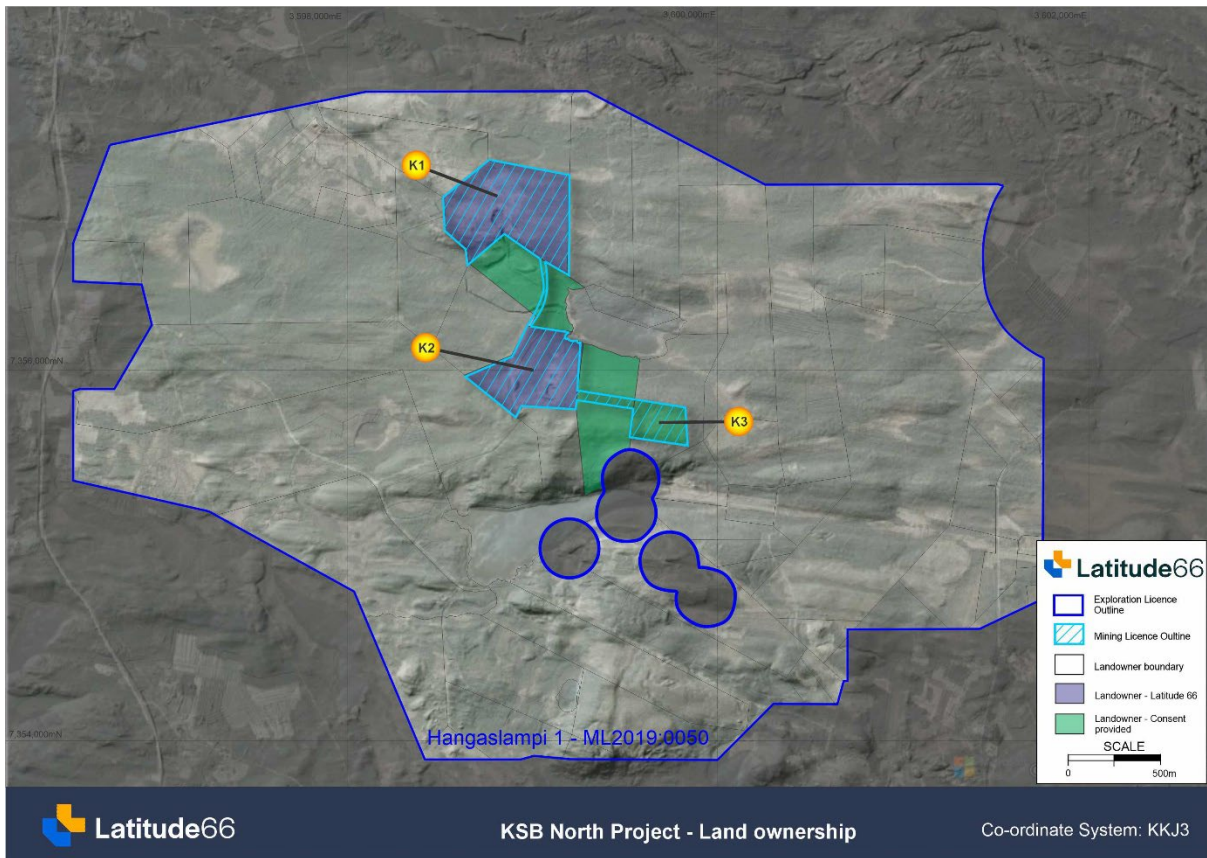 3,598,000mE
3,600,000mE
3,602,000mE
K1
K2
7,356,000mN
K3
7,354,000mN
Hangaslampi 1 - ML2019:0050
Latitude66
Exploration Licence
Outline
Mining Licence Oultine
Landowner boundary
Landowner - Latitude 66
Landowner - Consent
provided
SCALE
0
500m
Latitude66
KSB North Project - Land ownership
Co-ordinate System: KKJ3